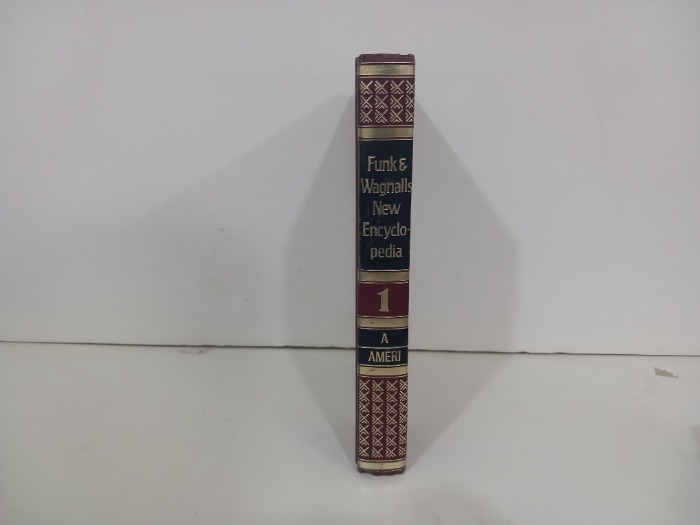 Funk &
Wagnalls
New
Encyclo-
pedia
1
A
AMERI